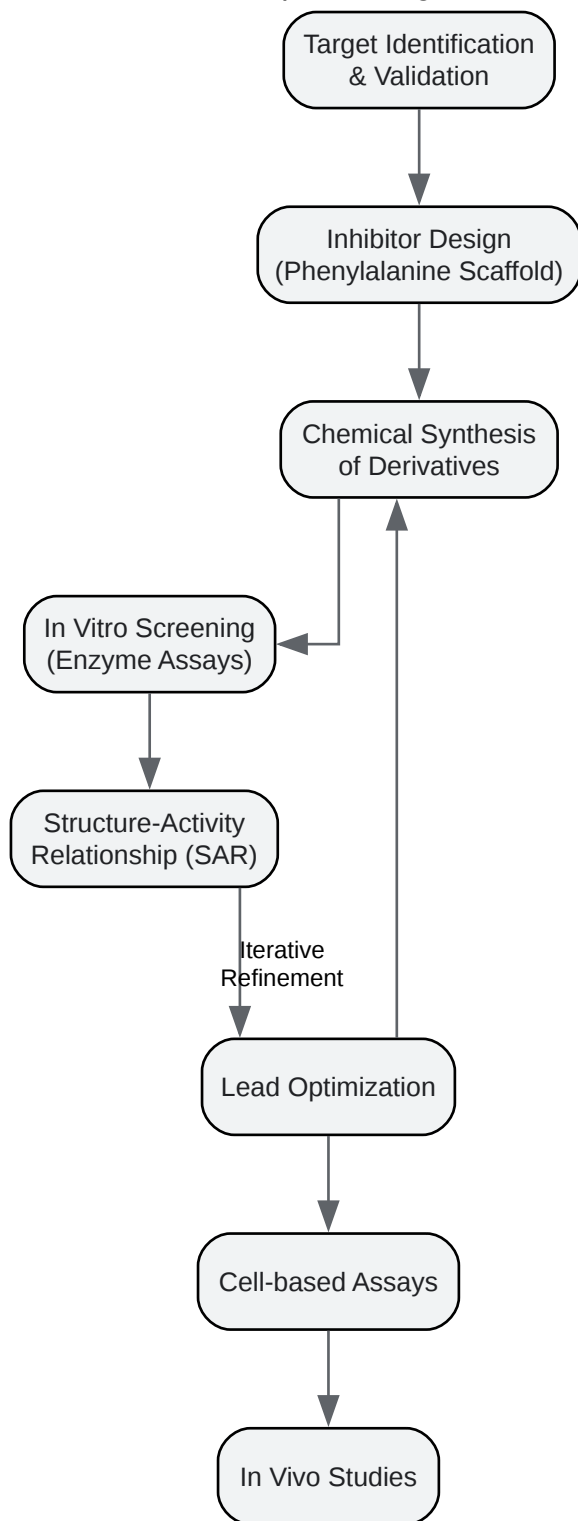 Target Identification
& Validation
Inhibitor Design
(Phenylalanine Scaffold)
Chemical Synthesis
of Derivatives
In Vitro Screening
(Enzyme Assays)
Structure-Activity
Relationship (SAR)
Iterative
Refinement
Lead Optimization
Cell-based Assays
In Vivo Studies